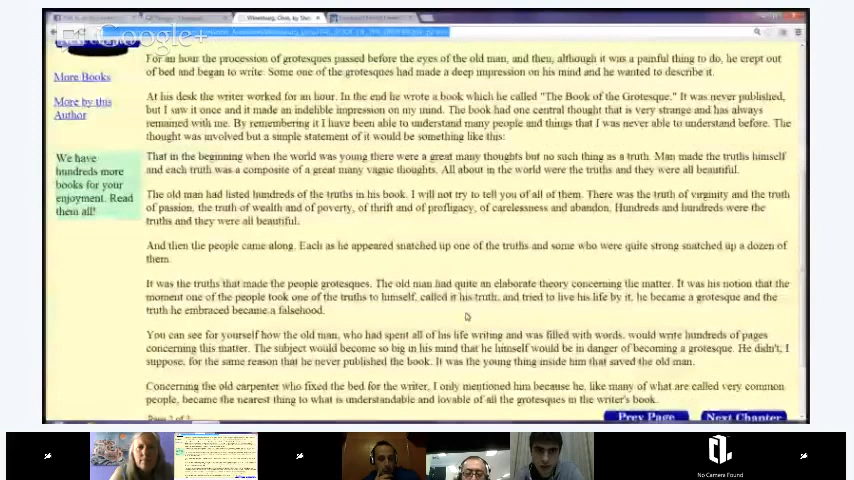 Winesburg, Ohio, by She
Google+
For an hour the procession of grotesques passed before the eyes of the old man, and then, although it was a painful thing to do, he crept out
of bed and began to write. Some one of the grotesques had made a deep impression on his mind and he wanted to describe it.
More Books
More by this
Author
At his desk the writer worked for an hour. In the end he wrote a book which he called "The Book of the Grotesque." It was never published,
but I saw it once and it made an indelible impression on my mind. The book had one central thought that is very strange and has always
remained with me. By remembering it I have been able to understand many people and things that I was never able to understand before. The
thought was involved but a simple statement of it would be something like this:
We have
hundreds more
books for your
enjoyment. Read
them all!
That in the beginning when the world was young there were a great many thoughts but no such thing as a truth. Man made the truths himself
and each truth was a composite of a great many vague thoughts. All about in the world were the truths and they were all beautiful.
The old man had listed hundreds of the truths in his book. I will not try to tell you of all of them. There was the truth of virginity and the truth
of passion, the truth of wealth and of poverty, of thrift and of profligacy, of carelessness and abandon. Hundreds and hundreds were the
truths and they were all beautiful.
And then the people came along. Each as he appeared snatched up one of the truths and some who were quite strong snatched up a dozen of
them.
It was the truths that made the people grotesques. The old man had quite an elaborate theory concerning the matter. It was his notion that the
moment one of the people took one of the truths to himself, called it his truth, and tried to live his life by it, he became a grotesque and the
truth he embraced became a falsehood.
You can see for yourself how the old man, who had spent all of his life writing and was filled with words, would write hundreds of pages
concerning this matter. The subject would become so big in his mind that he himself would be in danger of becoming a grotesque. He didn't, I
suppose, for the same reason that he never published the book. It was the young thing inside him that saved the old man.
Concerning the old carpenter who fixed the bed for the writer, I only mentioned him because he, like many of what are called very common
people, became the nearest thing to what is understandable and lovable of all the grotesques in the writer's book.
Page 2 of 2
Prev Page
Next Chapter
No Camera Found